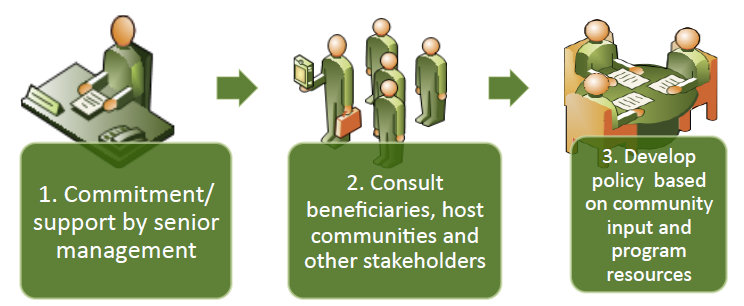 1. Commitment/
support by senior
management
2. Consult
beneficiaries, host
communities and
other stakeholders
3. Develop
policy based
on community
input and
program
resources